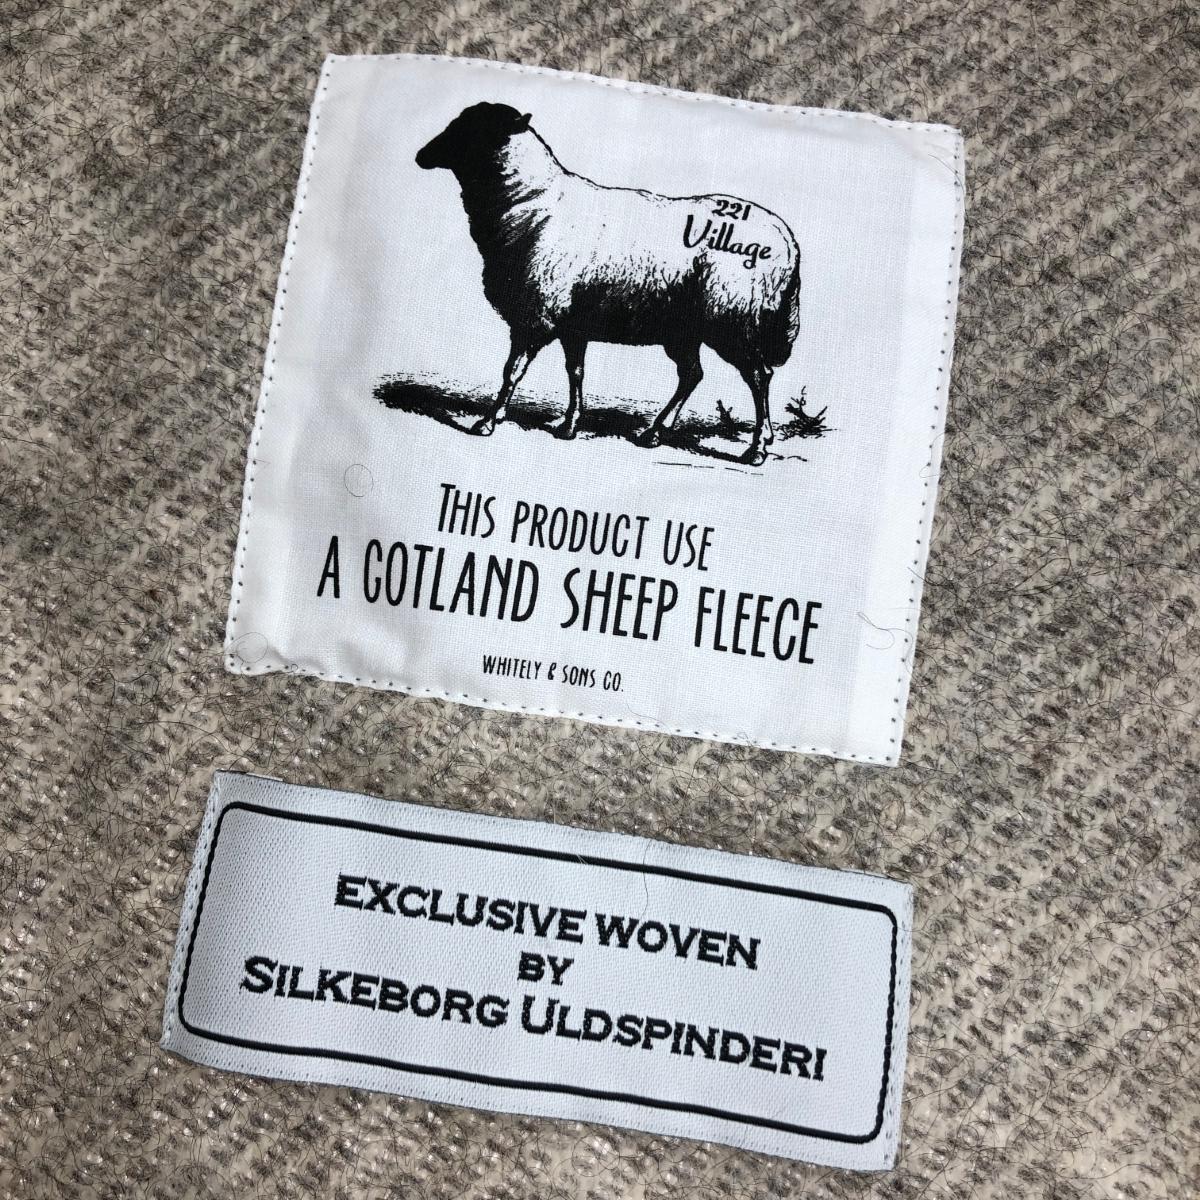 221
Village
THIS PRODUCT USE
A GOTLAND SHEEP FLEECE
WHITELY & SONS CO.
EXCLUSIVE WOVEN
BY
SILKEBORG ULDSPINDERI